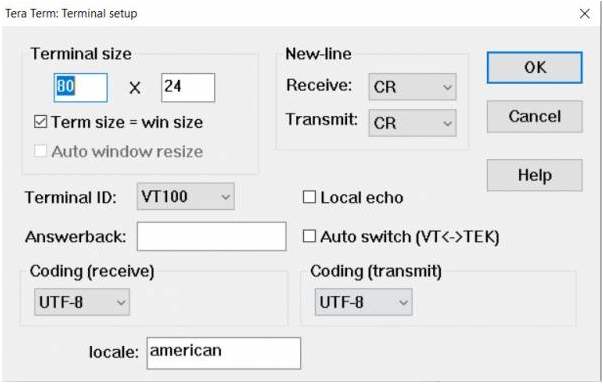 Tera Term: Terminal setup
Terminal size
80 X 24
Term size = win size
Auto window resize
New-line
Receive: CR
Transmit: CR
OK
Cancel
Help
Terminal ID: VT100
Local echo
Answerback:
Auto switch (VT<->TEK)
Coding (receive)
UTF-8
Coding (transmit)
UTF-8
locale: american